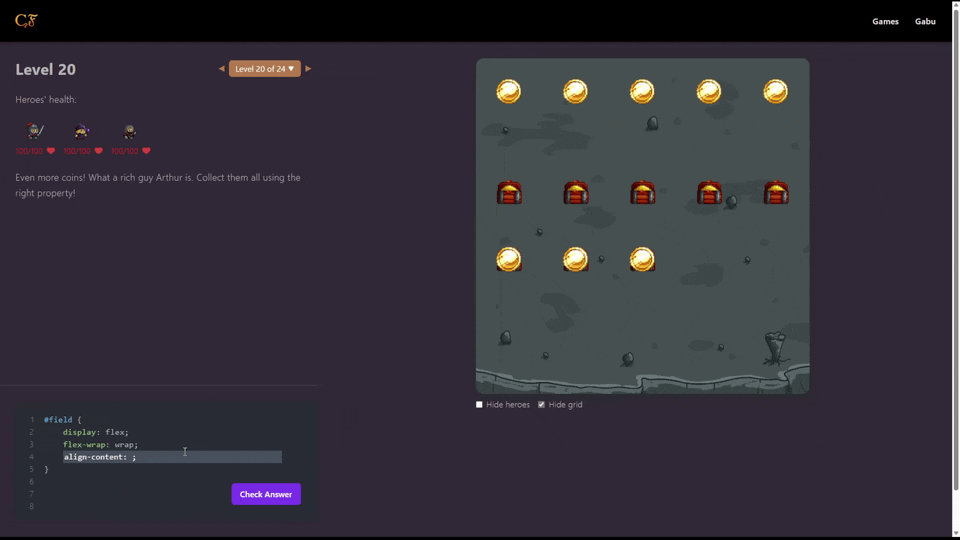 CF
Games
Gabu
Level 20
Level 20 of 24 ▼
Heroes' health:
100/100
100/100
100/100
Even more coins! What a rich guy Arthur is. Collect them all using the
right property!
Hide heroes
Hide grid
1 #field {
2 display: flex;
3 flex-wrap: wrap;
4 align-content: ;
5 }
6
7
8
Check Answer